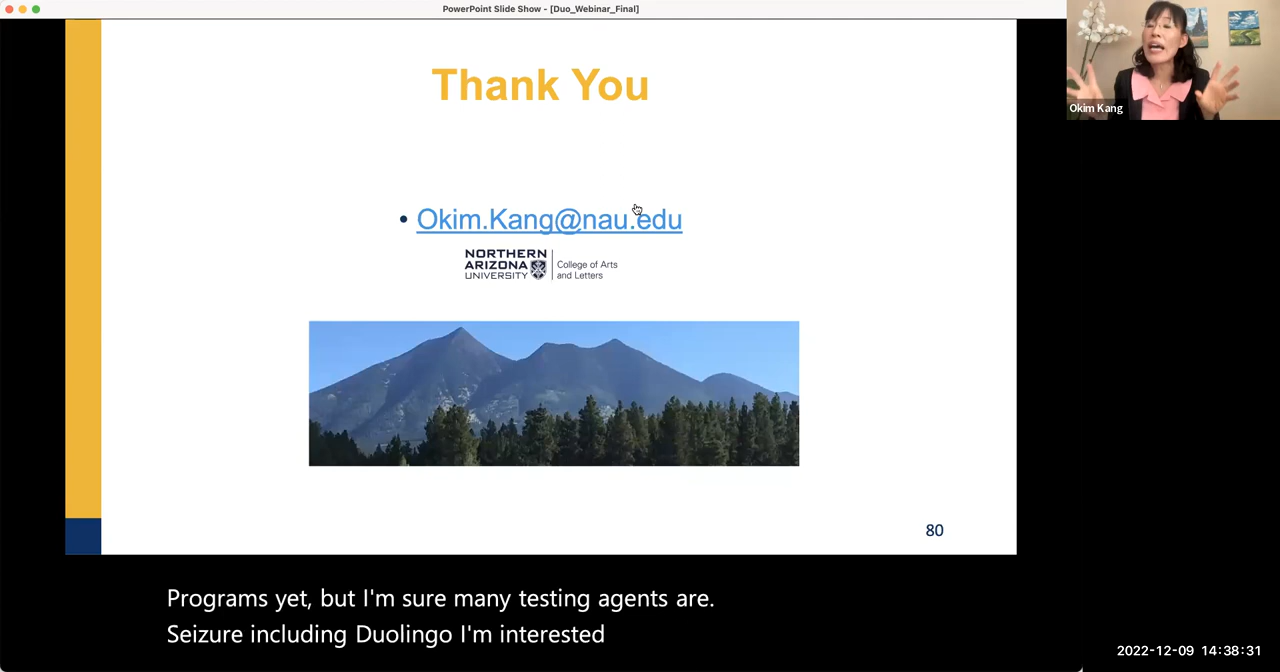 PowerPoint Slide Show - [Duo_Webinar_Final]
Thank You
• Okim.Kang@nau.edu
NORTHERN
ARIZONA
UNIVERSITY
College of Arts
and Letters
80
Okim Kang
Programs yet, but I'm sure many testing agents are.
Seizure including Duolingo I'm interested
2022-12-09 14:38:31